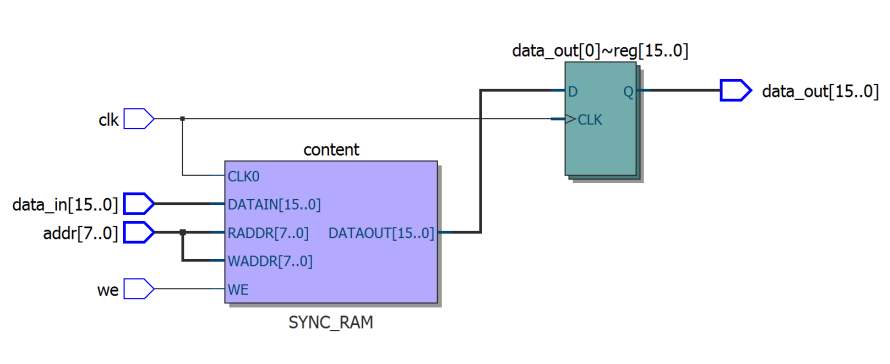 data_out[0]~reg[15..0]
D Q data_out[15..0]
clk CLK
content
CLK0
data_in[15..0] DATAIN[15..0]
addr[7..0] RADDR[7..0] DATAOUT[15..0]
WADDR[7..0]
we WE
SYNC_RAM